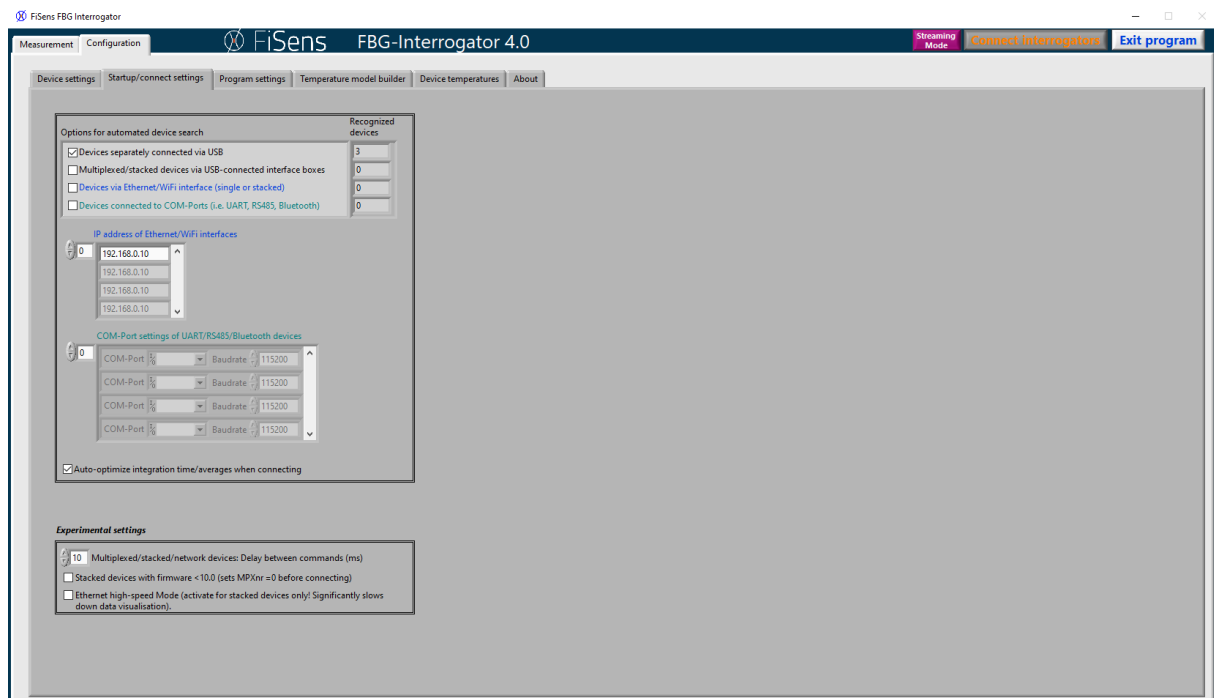 FiSens FBG Interrogator
Measurement Configuration FiSens FBG-Interrogator 4.0 Streaming Mode Connect Interrogators Exit program
Device settings Startup/connect settings Program settings Temperature model builder Device temperatures About
Options for automated device search Recognized devices
Devices separately connected via USB 3
Multiplexed/stacked devices via USB-connected interface boxes 0
Devices via Ethernet/WiFi interface (single or stacked) 0
Devices connected to COM-Ports (i.e. UART, RS485, Bluetooth) 0
IP address of Ethernet/WiFi interfaces
0 192.168.0.10
192.168.0.10
192.168.0.10
192.168.0.10
COM-Port settings of UART/RS485/Bluetooth devices
0 COM-Port Baudrate 115200
COM-Port Baudrate 115200
COM-Port Baudrate 115200
COM-Port Baudrate 115200
Auto-optimize integration time/averages when connecting
Experimental settings
10 Multiplexed/stacked/network devices: Delay between commands (ms)
Stacked devices with firmware <10.0 (sets MPXnr =0 before connecting)
Ethernet high-speed Mode (activate for stacked devices only! Significantly slows
down data visualisation).